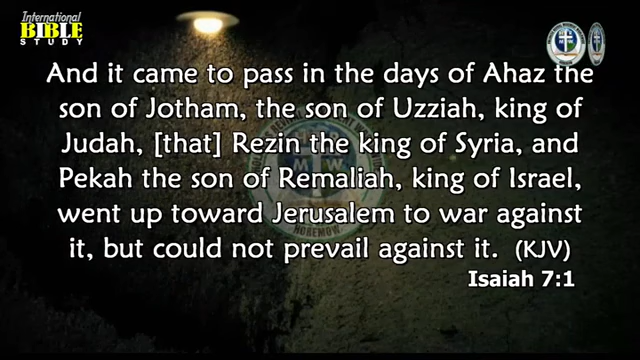 International
BIBLE
STUDY
And it came to pass in the days of Ahaz the
son of Jotham, the son of Uzziah, king of
Judah, [that] Rezin the king of Syria, and
Pekah the son of Remaliah, king of Israel,
went up toward Jerusalem to war against
it, but could not prevail against it. (KJV)
Isaiah 7:1